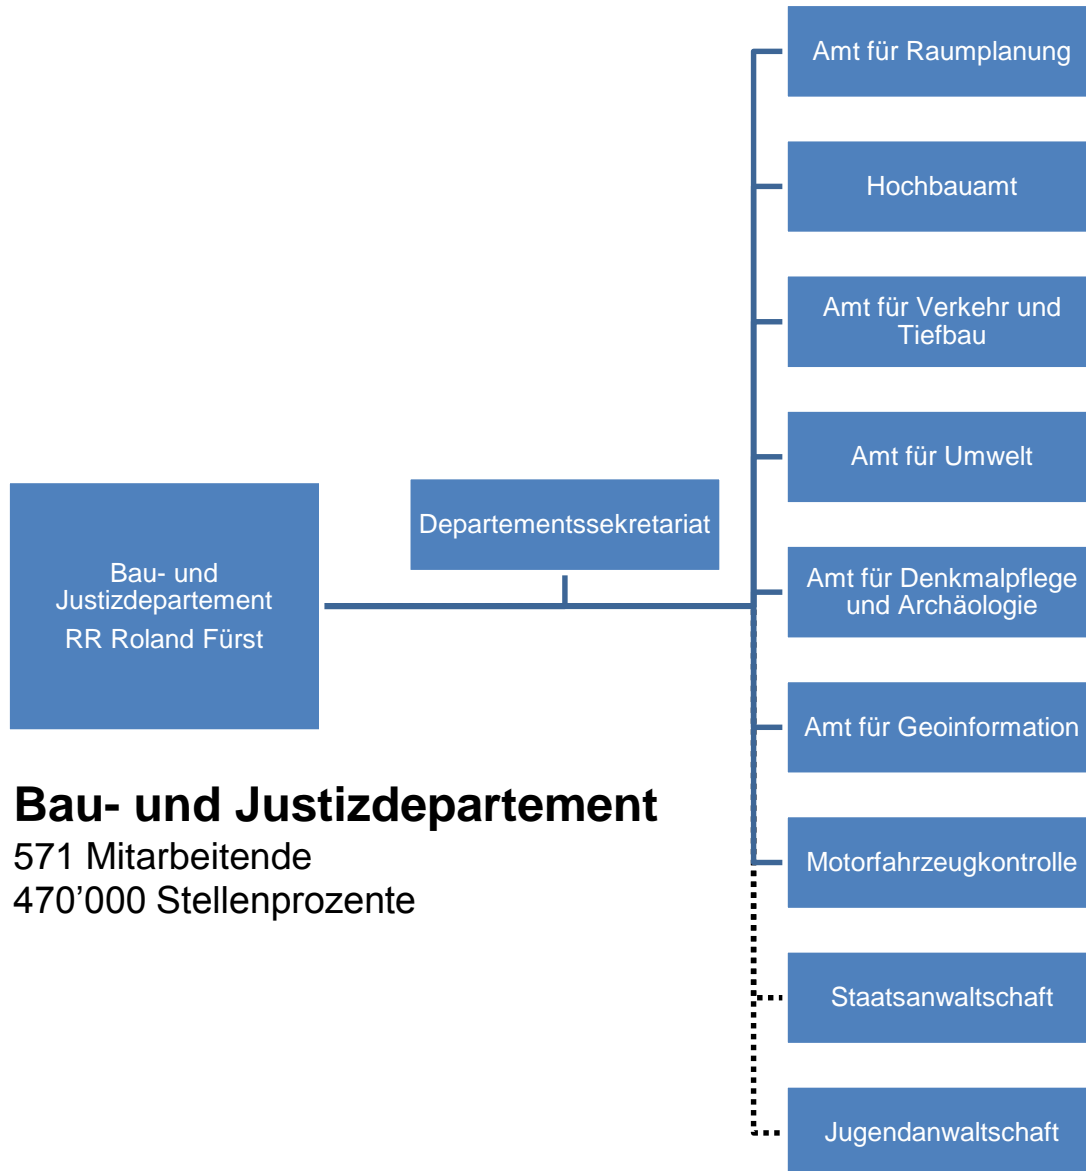 Amt für Raumplanung
Hochbauamt
Amt für Verkehr und
Tiefbau
Amt für Umwelt
Departementssekretariat
Bau- und
Justizdepartement
RR Roland Fürst
Amt für Denkmalpflege
und Archäologie
Amt für Geoinformation
Bau- und Justizdepartement
571 Mitarbeitende
470’000 Stellenprozente
Motorfahrzeugkontrolle
Staatsanwaltschaft
Jugendanwaltschaft